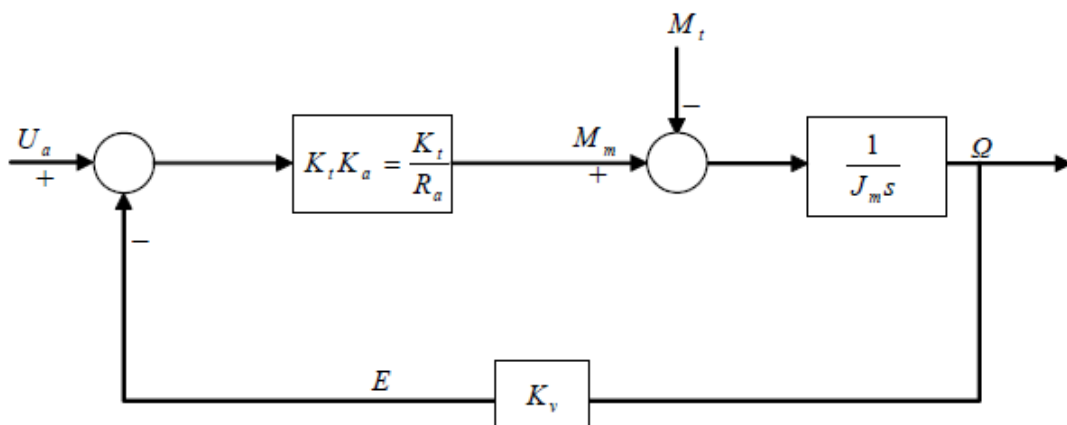 M_t
−
U_a
+
K_t K_a = K_t / R_a
M_m
+
1 / J_m s
Ω
−
E
K_v